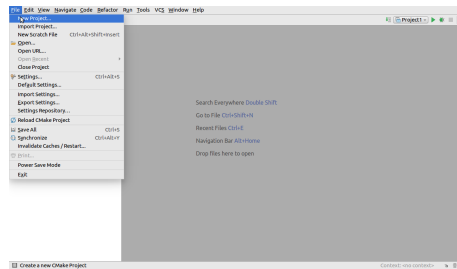 File Edit View Navigate Code Refactor Run Tools VCS Window Help
Project1
New Project...
Import Project...
New Scratch File Ctrl+Alt+Shift+Insert
Open...
Open URL...
Open Recent
Close Project
Settings... Ctrl+Alt+S
Default Settings...
Import Settings...
Export Settings...
Settings Repository...
Reload CMake Project
Save All Ctrl+S
Synchronize Ctrl+Alt+Y
Invalidate Caches / Restart...
Print...
Power Save Mode
Exit
Search Everywhere Double Shift
Go to File Ctrl+Shift+N
Recent Files Ctrl+E
Navigation Bar Alt+Home
Drop files here to open
Create a new CMake Project
Context: <no context>